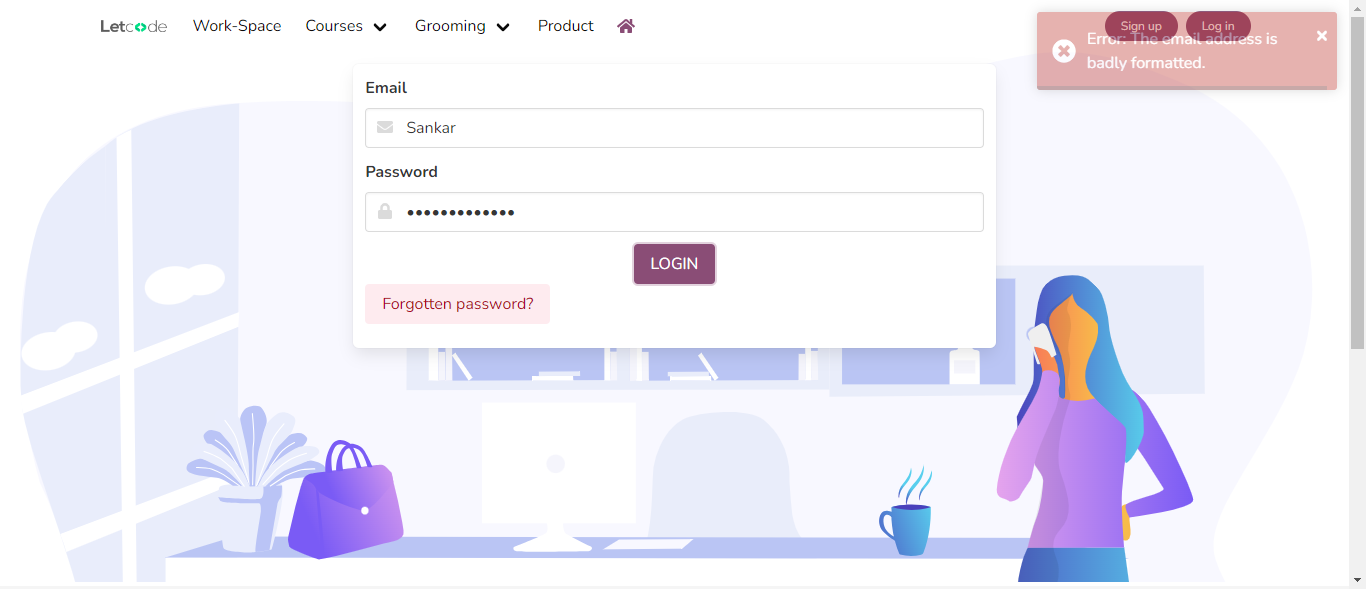 Letcode Work-Space Courses Grooming Product
Sign up Log in
Error: The email address is
badly formatted.
Email
Sankar
Password
•••••••••••••
LOGIN
Forgotten password?